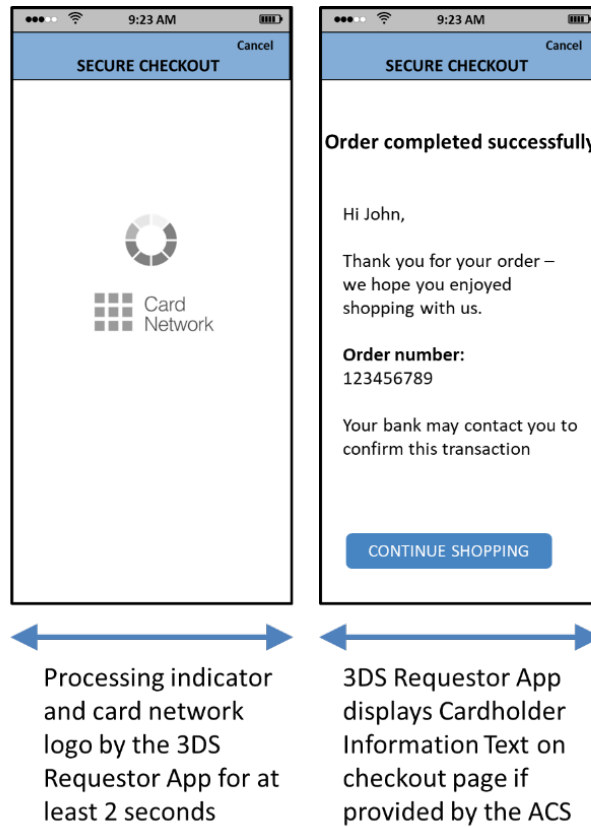 9:23 AM
Cancel
SECURE CHECKOUT
Card
Network
Processing indicator
and card network
logo by the 3DS
Requestor App for at
least 2 seconds
9:23 AM
Cancel
SECURE CHECKOUT
Order completed successfully
Hi John,
Thank you for your order –
we hope you enjoyed
shopping with us.
Order number:
123456789
Your bank may contact you to
confirm this transaction
CONTINUE SHOPPING
3DS Requestor App
displays Cardholder
Information Text on
checkout page if
provided by the ACS